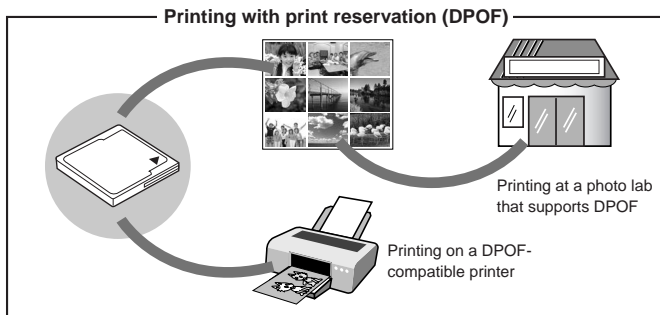 Printing with print reservation (DPOF)
Printing at a photo lab
that supports DPOF
Printing on a DPOF-
compatible printer